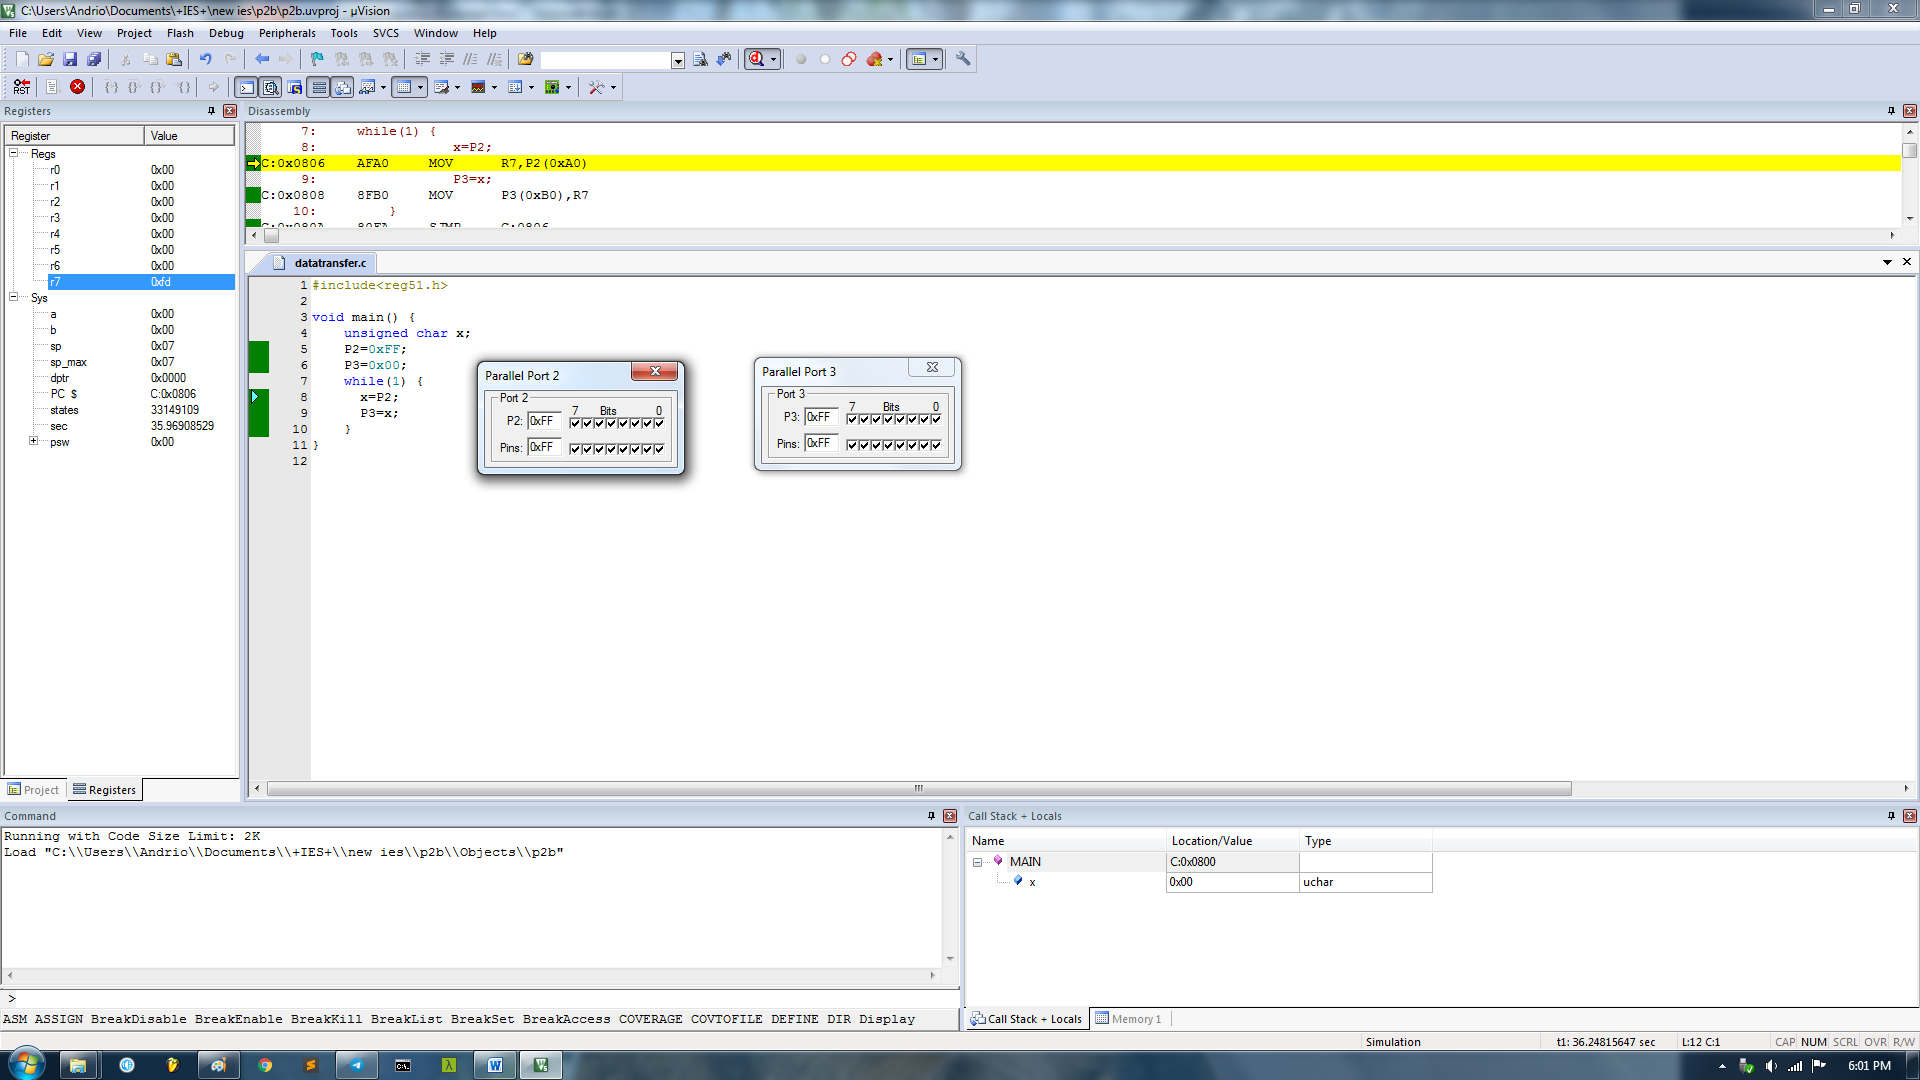 C:\Users\Andrio\Documents\+IES+\new ies\p2b\p2b.uvproj - µVision
File Edit View Project Flash Debug Peripherals Tools SVCS Window Help
RST
Registers
Register Value
Regs
r0 0x00
r1 0x00
r2 0x00
r3 0x00
r4 0x00
r5 0x00
r6 0x00
r7 0xfd
Sys
a 0x00
b 0x00
sp 0x07
sp_max 0x07
dptr 0x0000
PC $ C:0x0806
states 33149109
sec 35.96908529
psw 0x00
Project Registers
Disassembly
7: while(1) {
8: x=P2;
C:0x0806 AFA0 MOV R7,P2(0xA0)
9: P3=x;
C:0x0808 8FB0 MOV P3(0xB0),R7
10: }
C:0x080A 80FA SJMP C:0806
datatransfer.c
1 #include<reg51.h>
2
3 void main() {
4 unsigned char x;
5 P2=0xFF;
6 P3=0x00;
7 while(1) {
8 x=P2;
9 P3=x;
10 }
11 }
12
Parallel Port 2
Port 2
7 Bits 0
P2: 0xFF
Pins: 0xFF
Parallel Port 3
Port 3
7 Bits 0
P3: 0xFF
Pins: 0xFF
Command
Running with Code Size Limit: 2K
Load "C:\\Users\\Andrio\\Documents\\+IES+\\new ies\\p2b\\Objects\\p2b"
>
ASM ASSIGN BreakDisable BreakEnable BreakKill BreakList BreakSet BreakAccess COVERAGE COVTOFILE DEFINE DIR Display
Call Stack + Locals
Name Location/Value Type
MAIN C:0x0800
x 0x00 uchar
Call Stack + Locals Memory 1
Simulation t1: 36.24815647 sec L:12 C:1 CAP NUM SCRL OVR R/W
6:01 PM